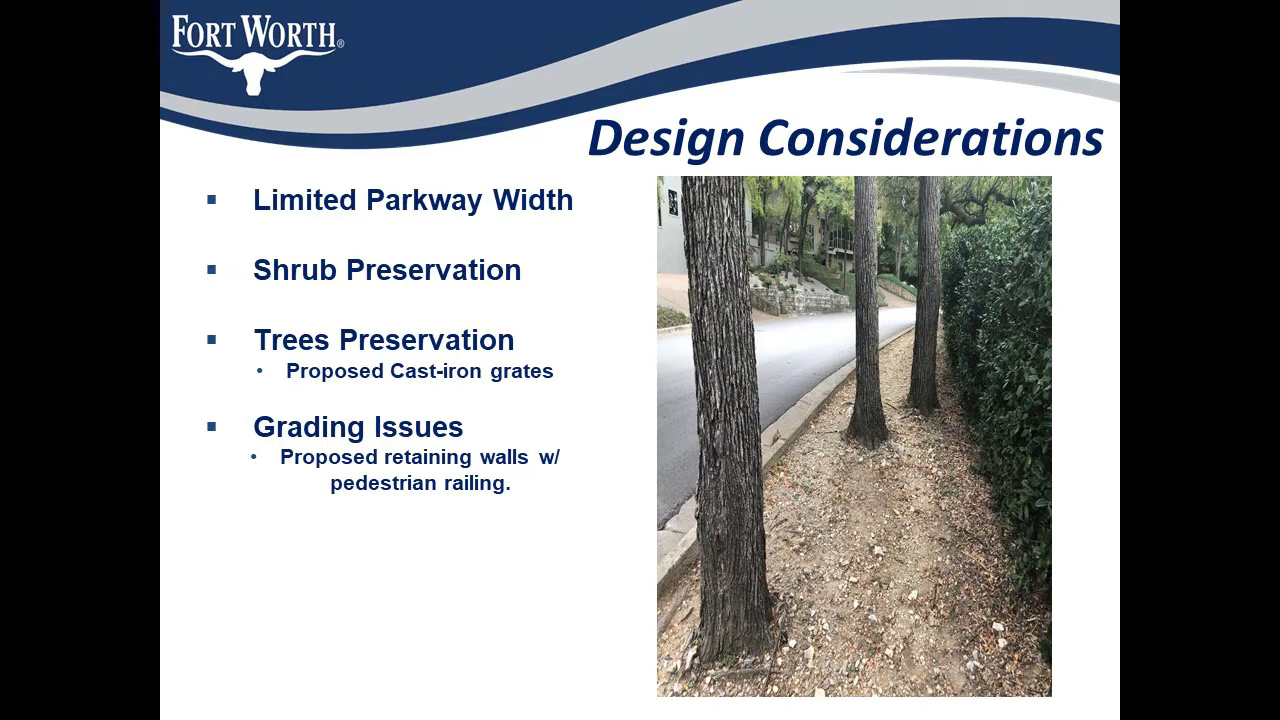 FORT WORTH®
Design Considerations
▪ Limited Parkway Width
▪ Shrub Preservation
▪ Trees Preservation
• Proposed Cast-iron grates
▪ Grading Issues
• Proposed retaining walls w/
pedestrian railing.